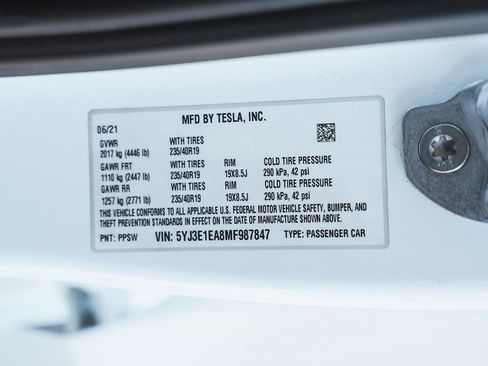 MFD BY TESLA, INC.
06/21
GVWR WITH TIRES
2017 kg (4446 lb) 235/40R19
GAWR FRT WITH TIRES RIM COLD TIRE PRESSURE
1110 kg (2447 lb) 235/40R19 19X8.5J 290 kPa, 42 psi
GAWR RR WITH TIRES RIM COLD TIRE PRESSURE
1257 kg (2771 lb) 235/40R19 19X8.5J 290 kPa, 42 psi
THIS VEHICLE CONFORMS TO ALL APPLICABLE U.S. FEDERAL MOTOR VEHICLE SAFETY, BUMPER, AND
THEFT PREVENTION STANDARDS IN EFFECT ON THE DATE OF MANUFACTURE SHOWN ABOVE.
PNT: PPSW VIN: 5YJ3E1EA8MF987847 TYPE: PASSENGER CAR